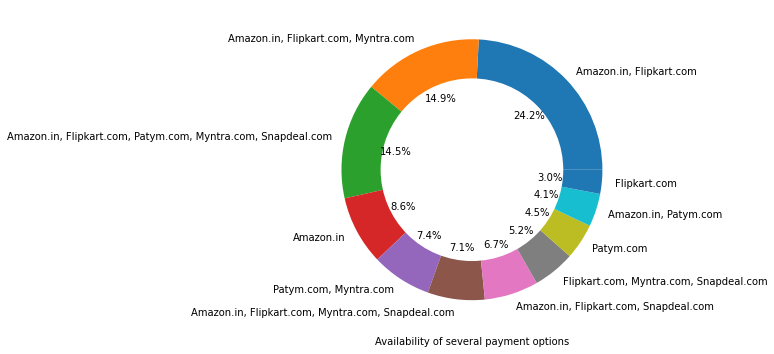 Amazon.in, Flipkart.com, Myntra.com
Amazon.in, Flipkart.com
14.9%
24.2%
Amazon.in, Flipkart.com, Patym.com, Myntra.com, Snapdeal.com
14.5%
3.0%
Flipkart.com
4.1%
8.6%
4.5%
Amazon.in, Patym.com
5.2%
Amazon.in
7.4%
7.1%
6.7%
Patym.com
Flipkart.com, Myntra.com, Snapdeal.com
Patym.com, Myntra.com
Amazon.in, Flipkart.com, Snapdeal.com
Amazon.in, Flipkart.com, Myntra.com, Snapdeal.com
Availability of several payment options